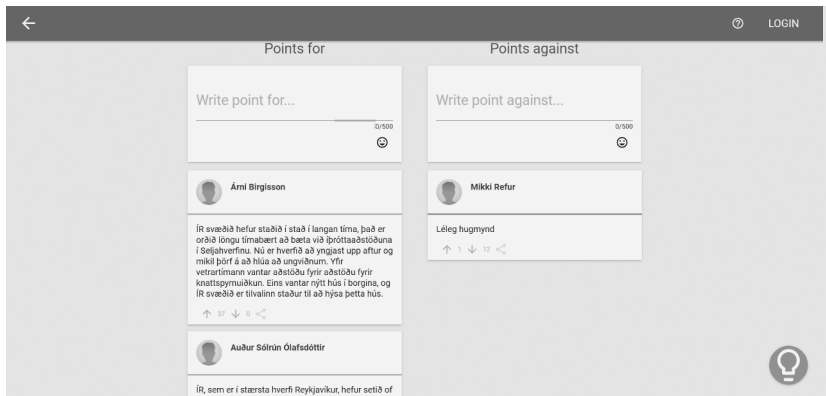 LOGIN
Points for
Points against
Write point for...
0/500
Write point against...
0/500
Árni Birgisson
ÍR svæðið hefur staðið í stað í langan tíma, það er
orðið löngu tímabært að bæta við íþróttaaðstöðuna
í Seljahverfinu. Nú er hverfið að yngjast upp aftur og
mikil þörf á að hlúa að ungviðnum. Yfir
vetrartímann vantar aðstöðu fyrir aðstöðu fyrir
knattspyrnuiðkun. Eins vantar nýtt hús í borgina, og
ÍR svæðið er tilvalinn staður til að hýsa þetta hús.
37 0
Auður Sólrún Ólafsdóttir
ÍR, sem er í stærsta hverfi Reykjavíkur, hefur setið of
Mikki Refur
Léleg hugmynd
1 12